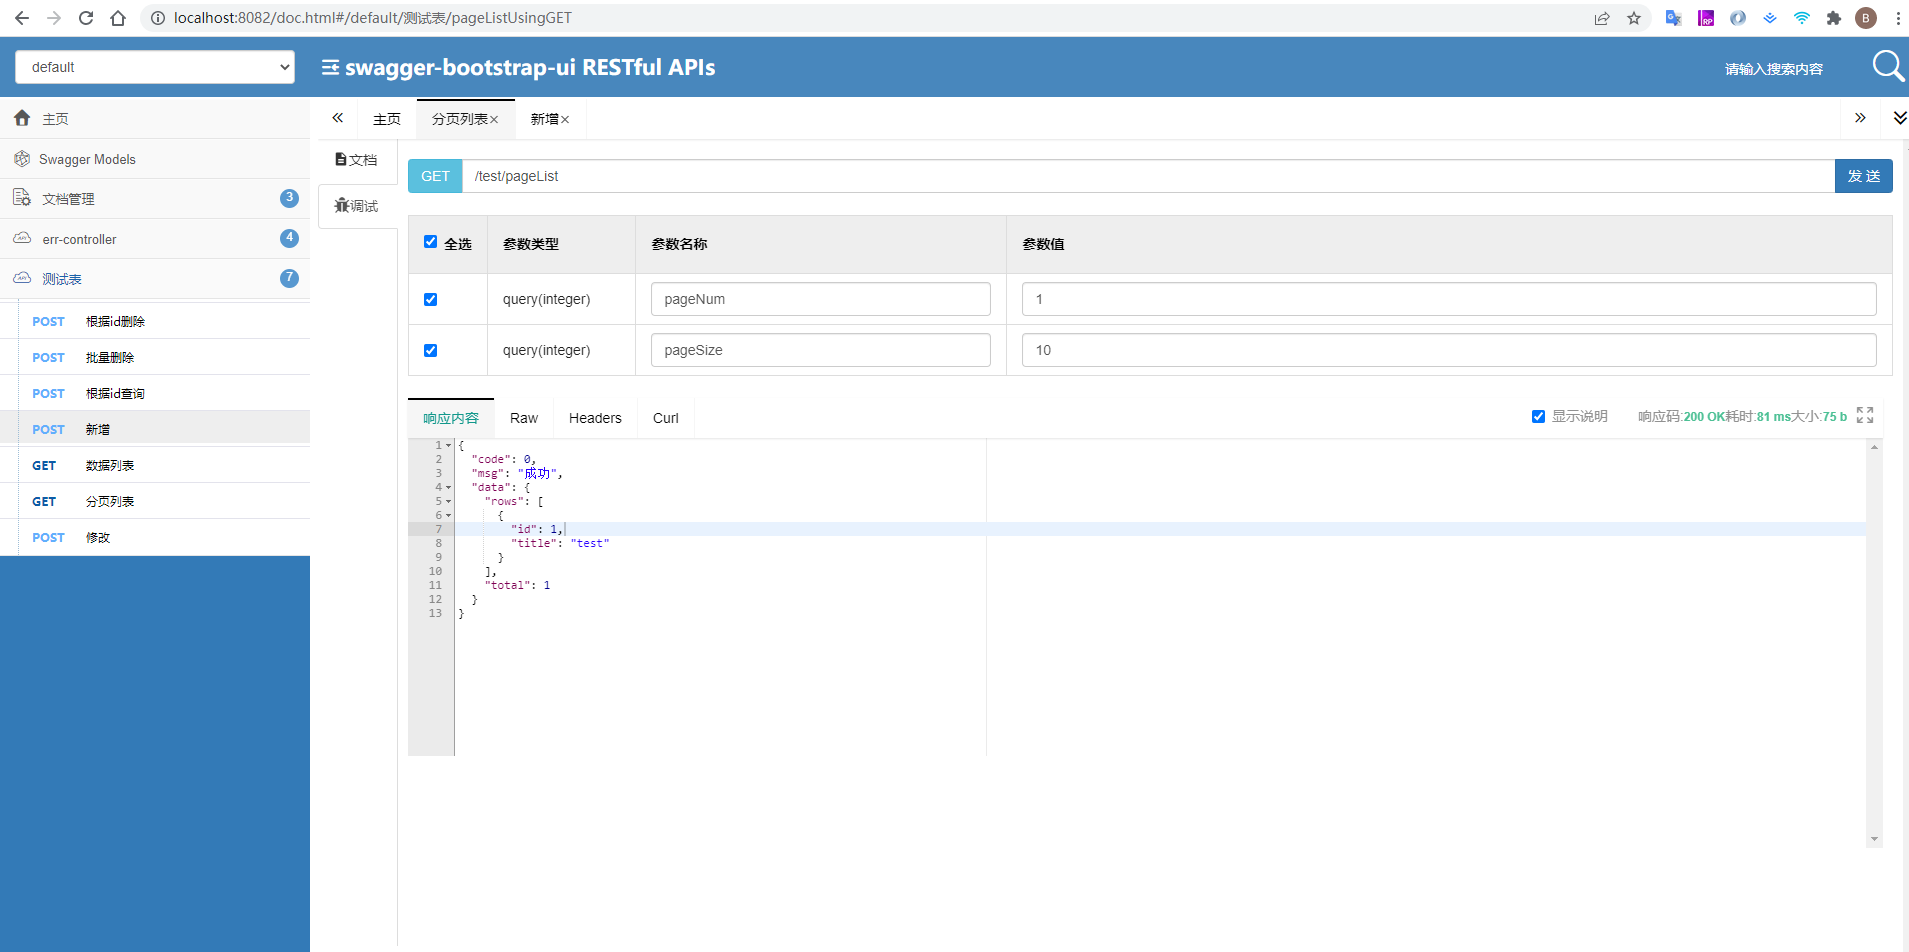 localhost:8082/doc.html#/default/测试表/pageListUsingGET
B
default
swagger-bootstrap-ui RESTful APIs
请输入搜索内容
主页
Swagger Models
文档管理 3
err-controller 4
测试表 7
POST 根据id删除
POST 批量删除
POST 根据id查询
POST 新增
GET 数据列表
GET 分页列表
POST 修改
主页 分页列表× 新增×
文档
调试
GET /test/pageList 发 送
全选 参数类型 参数名称 参数值
query(integer) pageNum 1
query(integer) pageSize 10
响应内容 Raw Headers Curl 显示说明 响应码:200 OK耗时:81 ms大小:75 b
1 {
2 "code": 0,
3 "msg": "成功",
4 "data": {
5 "rows": [
6 {
7 "id": 1,
8 "title": "test"
9 }
10 ],
11 "total": 1
12 }
13 }